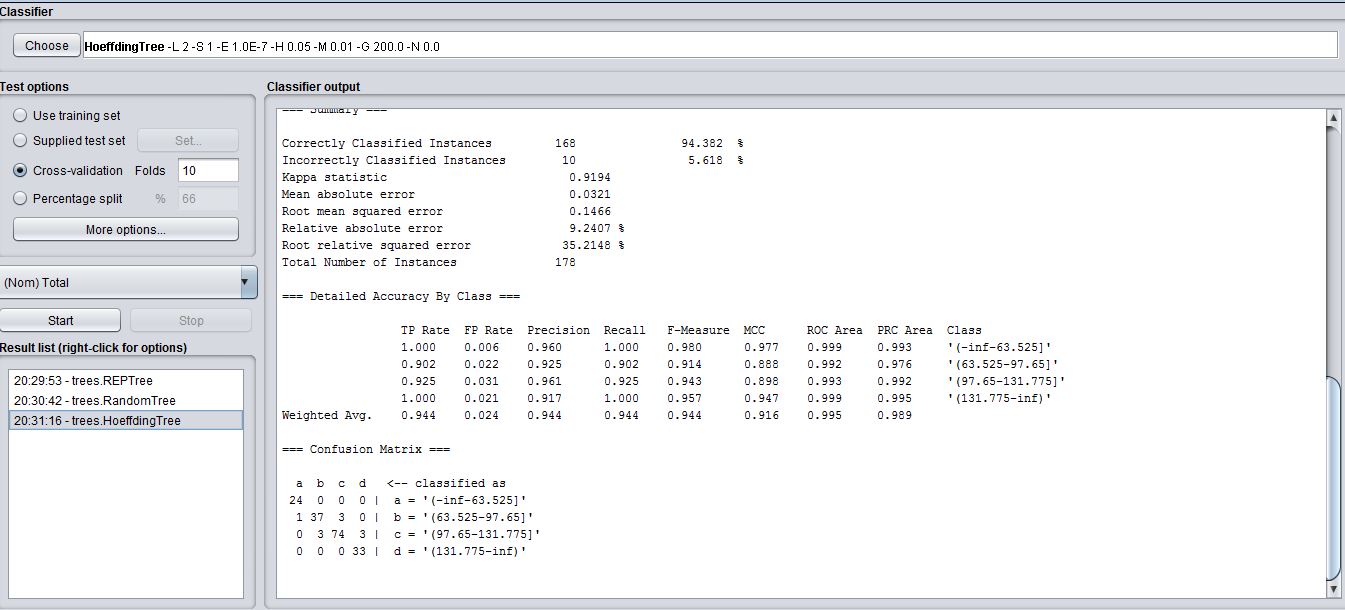 Classifier
Choose HoeffdingTree -L 2 -S 1 -E 1.0E-7 -H 0.05 -M 0.01 -G 200.0 -N 0.0
Test options
Use training set
Supplied test set Set...
Cross-validation Folds 10
Percentage split % 66
More options...
(Nom) Total
Start Stop
Result list (right-click for options)
20:29:53 - trees.REPTree
20:30:42 - trees.RandomTree
20:31:16 - trees.HoeffdingTree
Classifier output
=== Summary ===
Correctly Classified Instances 168 94.382 %
Incorrectly Classified Instances 10 5.618 %
Kappa statistic 0.9194
Mean absolute error 0.0321
Root mean squared error 0.1466
Relative absolute error 9.2407 %
Root relative squared error 35.2148 %
Total Number of Instances 178
=== Detailed Accuracy By Class ===
TP Rate FP Rate Precision Recall F-Measure MCC ROC Area PRC Area Class
1.000 0.006 0.960 1.000 0.980 0.977 0.999 0.993 '(-inf-63.525]'
0.902 0.022 0.925 0.902 0.914 0.888 0.992 0.976 '(63.525-97.65]'
0.925 0.031 0.961 0.925 0.943 0.898 0.993 0.992 '(97.65-131.775]'
1.000 0.021 0.917 1.000 0.957 0.947 0.999 0.995 '(131.775-inf)'
Weighted Avg. 0.944 0.024 0.944 0.944 0.944 0.916 0.995 0.989
=== Confusion Matrix ===
a b c d <-- classified as
24 0 0 0 | a = '(-inf-63.525]'
1 37 3 0 | b = '(63.525-97.65]'
0 3 74 3 | c = '(97.65-131.775]'
0 0 0 33 | d = '(131.775-inf)'